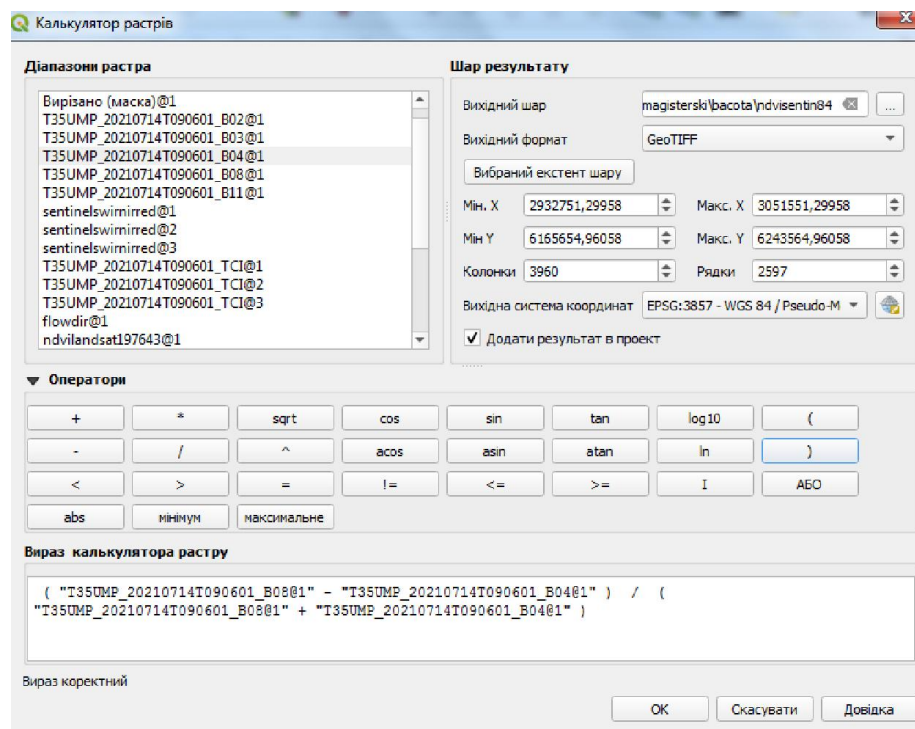 Калькулятор растрів
Діапазони растра
Вирізано (маска)@1
T35UMP_20210714T090601_B02@1
T35UMP_20210714T090601_B03@1
T35UMP_20210714T090601_B04@1
T35UMP_20210714T090601_B08@1
T35UMP_20210714T090601_B11@1
sentinelswirnirred@1
sentinelswirnirred@2
sentinelswirnirred@3
T35UMP_20210714T090601_TCI@1
T35UMP_20210714T090601_TCI@2
T35UMP_20210714T090601_TCI@3
flowdir@1
ndvilandsat197643@1
Шар результату
Вихідний шар magisterski\bacota\ndvisentin84 ...
Вихідний формат GeoTIFF
Вибраний екстент шару
Мін. X 2932751,29958 Макс. X 3051551,29958
Мін Y 6165654,96058 Макс. Y 6243564,96058
Колонки 3960 Рядки 2597
Вихідна система координат EPSG:3857 - WGS 84 / Pseudo-M
Додати результат в проект
Оператори
+ * sqrt cos sin tan log10 (
- / ^ acos asin atan ln )
< > = != <= >= І АБО
abs мінімум максимальне
Вираз калькулятора растру
( "T35UMP_20210714T090601_B08@1" - "T35UMP_20210714T090601_B04@1" ) / (
"T35UMP_20210714T090601_B08@1" + "T35UMP_20210714T090601_B04@1" )
Вираз коректний
OK Скасувати Довідка